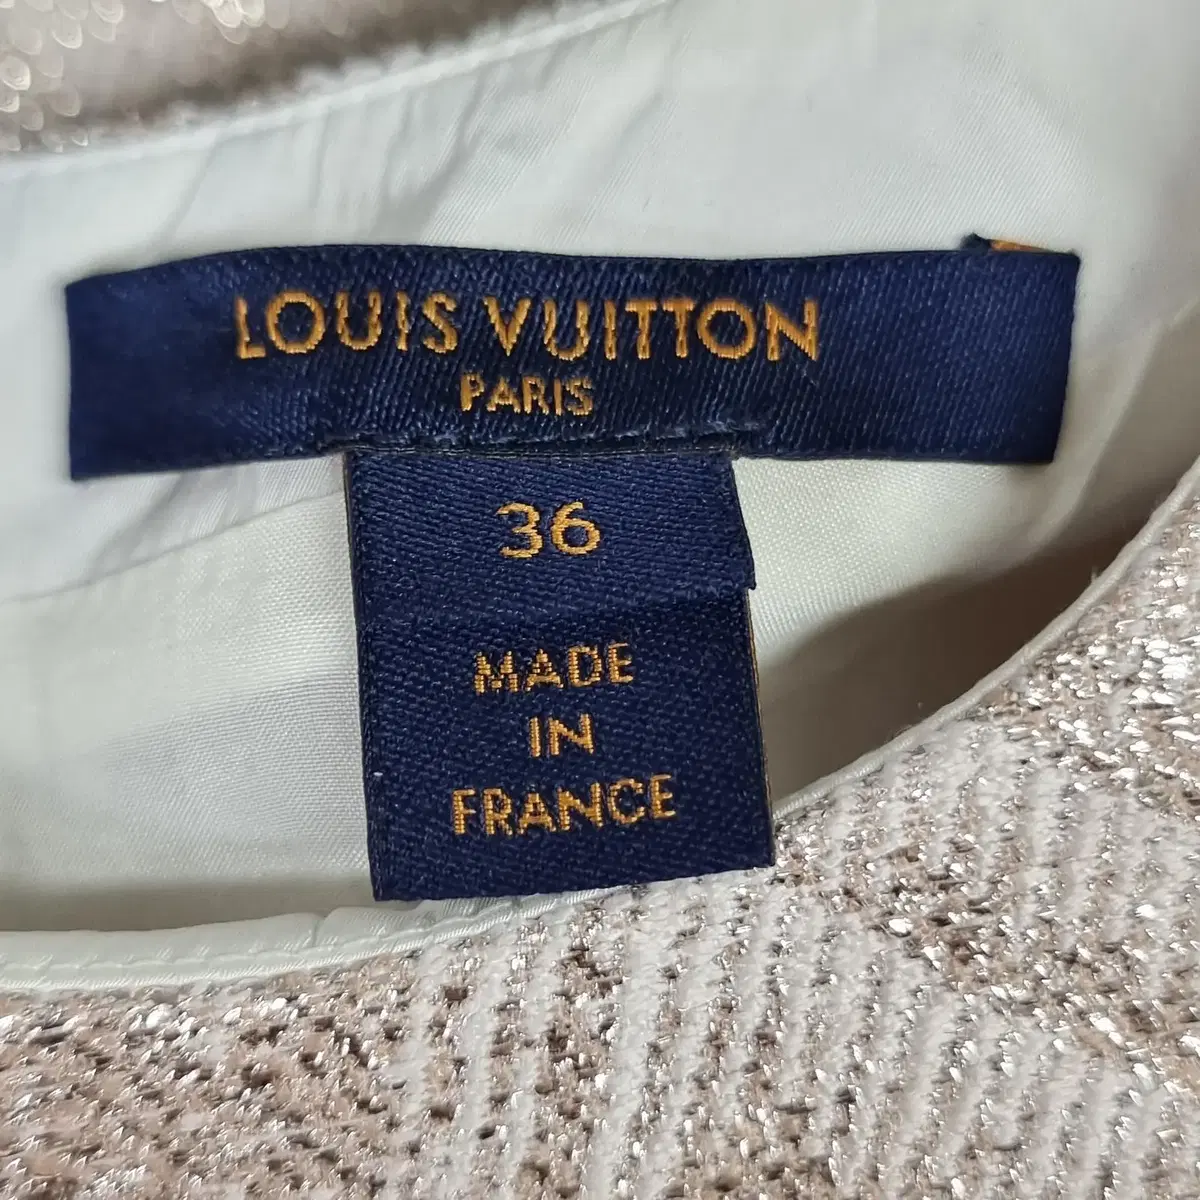 LOUIS VUITTON
PARIS
36
MADE
IN
FRANCE